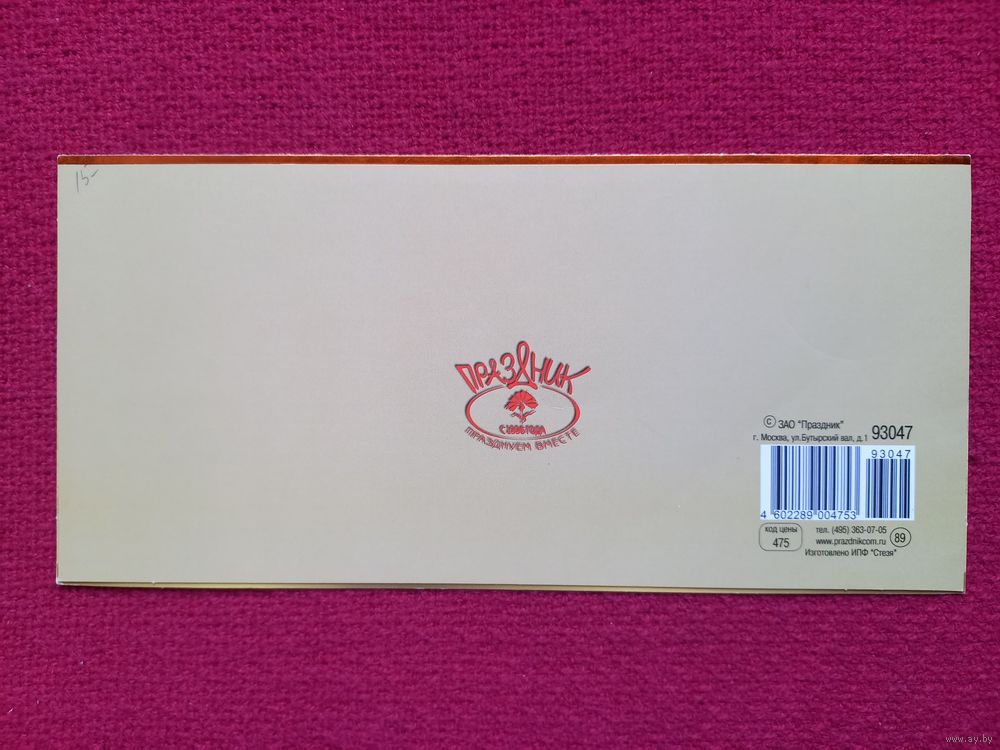 15-
ПРАЗДНИК
С 1996 ГОДА
ПРАЗДНУЕМ ВМЕСТЕ
© ЗАО "Праздник"
г. Москва, ул.Бутырский вал, д.1 93047
93047
4 602289 004753
код цены
475
тел. (495) 363-07-05
www.prazdnikcom.ru
89
Изготовлено ИПФ "Стезя"
www.ay.by